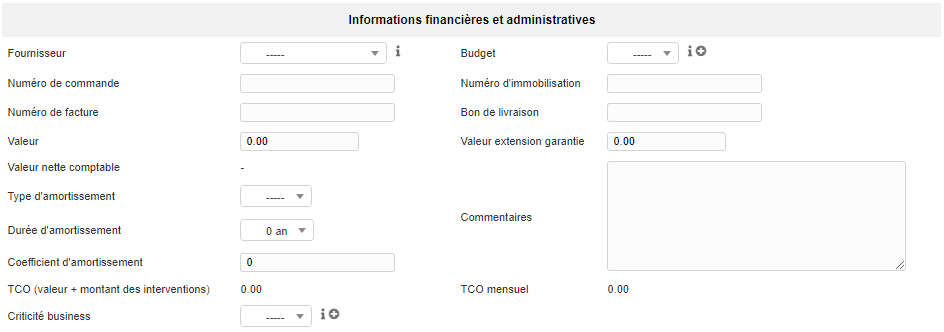 Informations financières et administratives
Fournisseur ----- Budget -----
Numéro de commande Numéro d'immobilisation
Numéro de facture Bon de livraison
Valeur 0.00 Valeur extension garantie 0.00
Valeur nette comptable -
Type d'amortissement -----
Commentaires
Durée d'amortissement 0 an
Coefficient d'amortissement 0
TCO (valeur + montant des interventions) 0.00 TCO mensuel 0.00
Criticité business -----